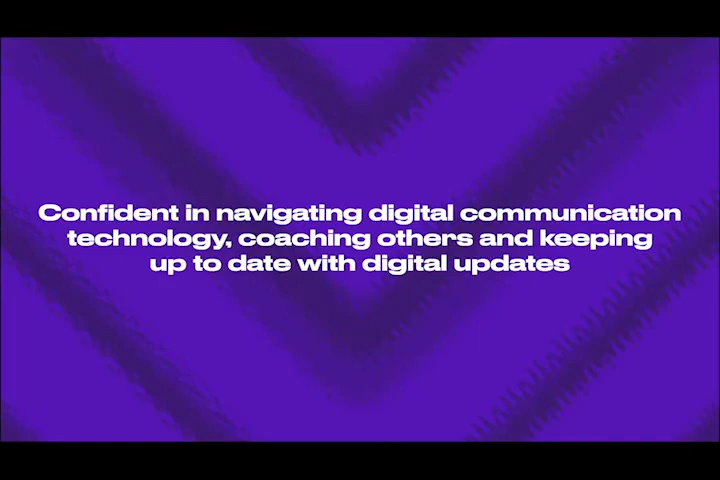 Confident in navigating digital communication
technology, coaching others and keeping
up to date with digital updates